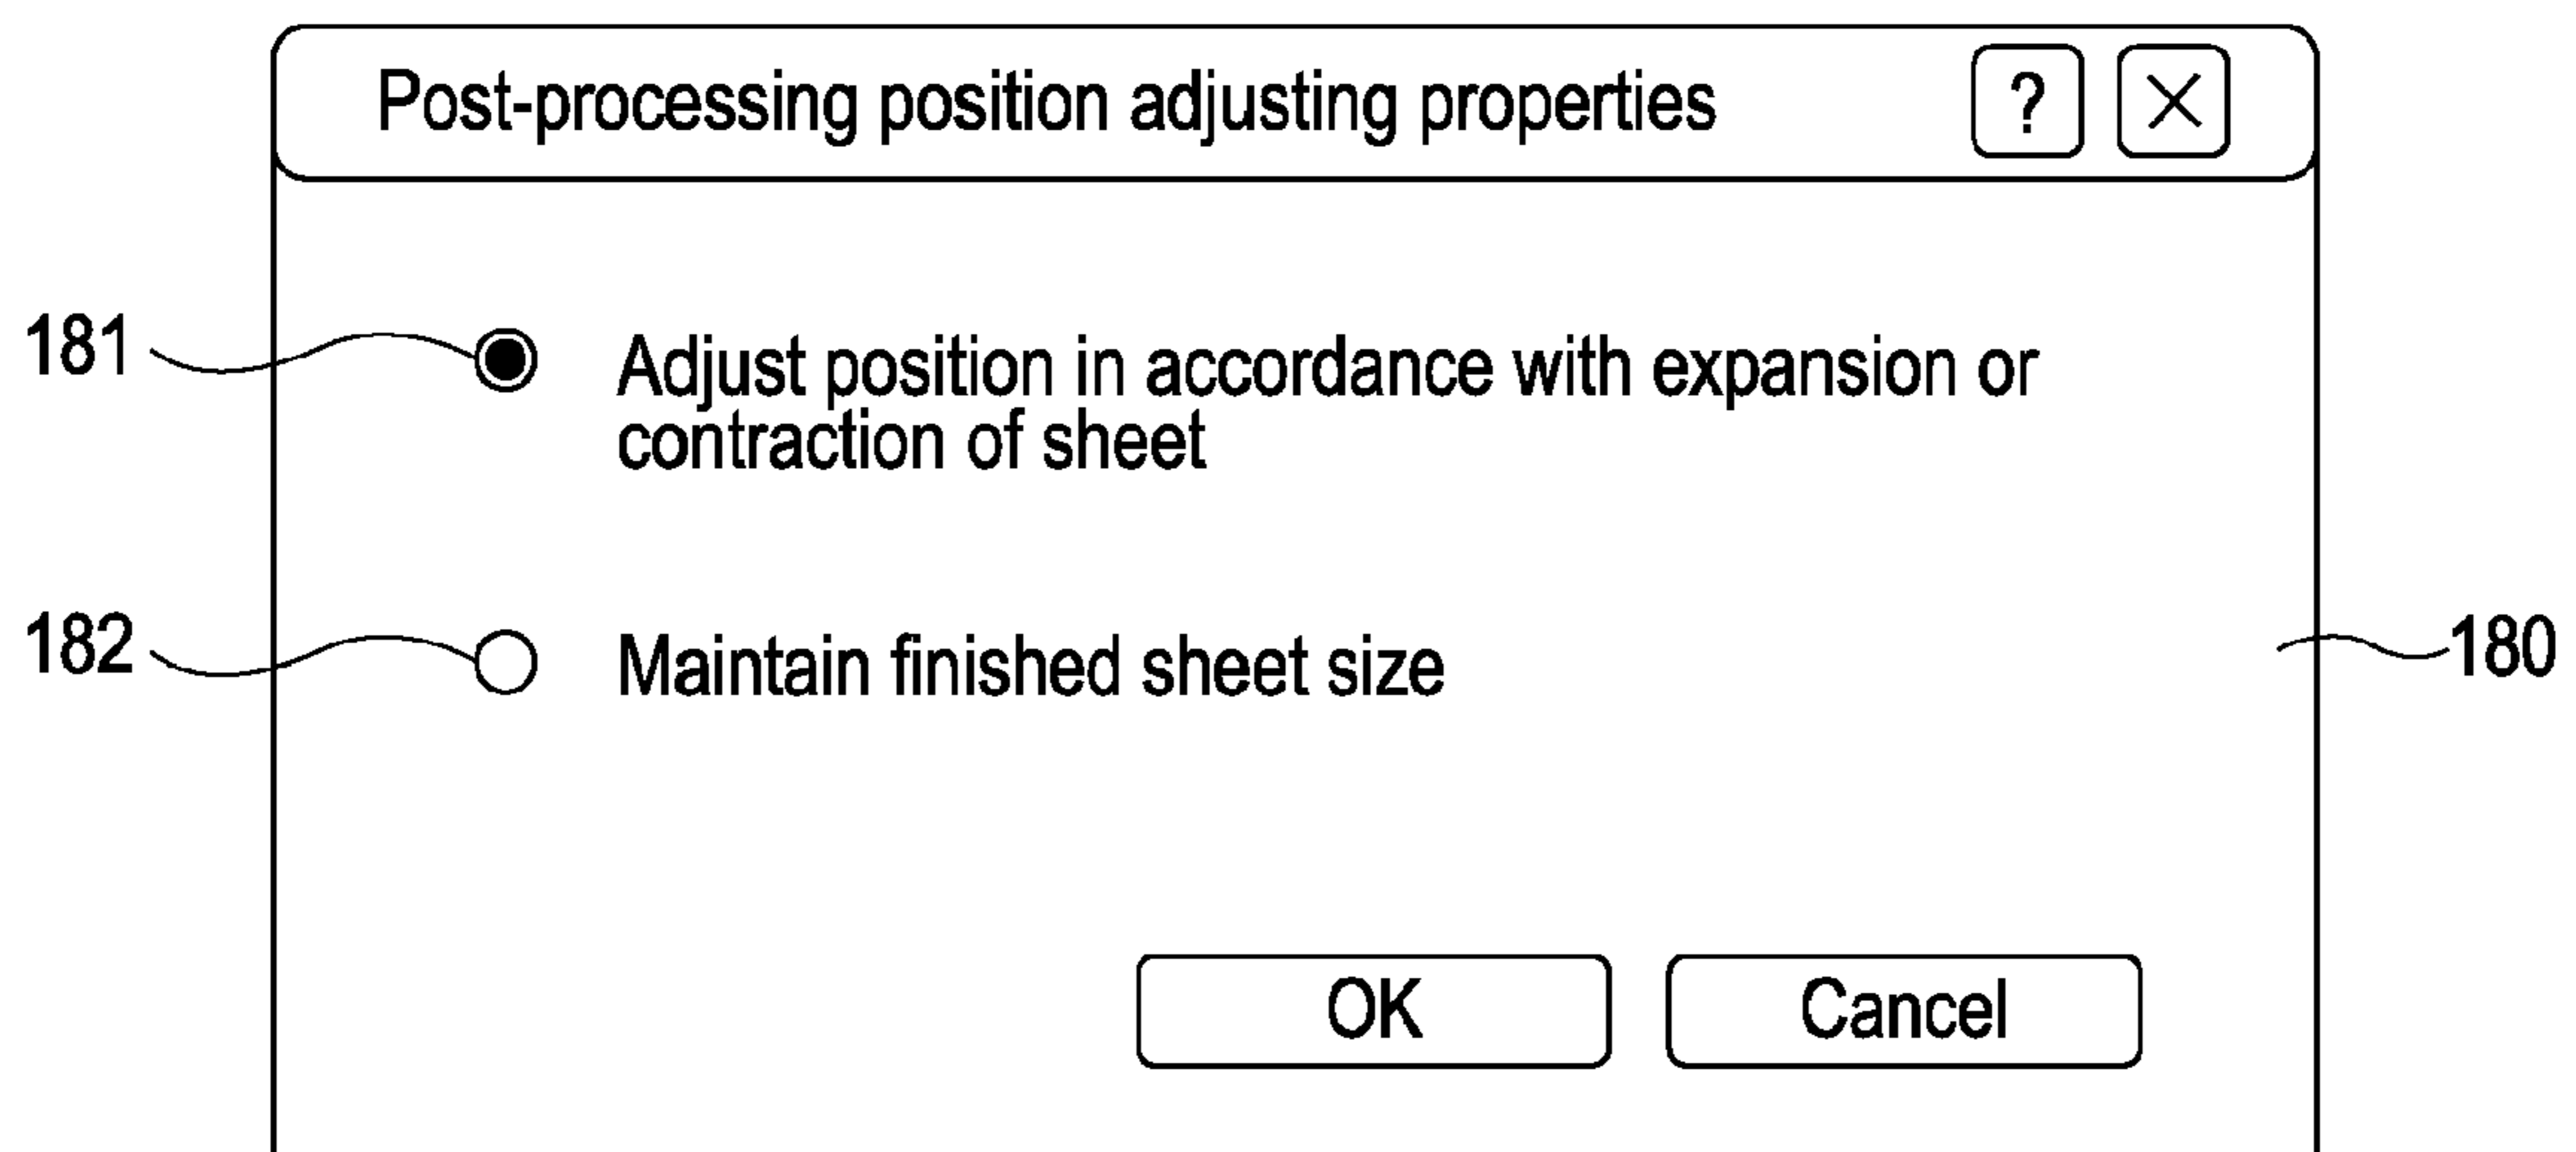 Post-processing position adjusting properties ? X
181 Adjust position in accordance with expansion or
contraction of sheet
182 Maintain finished sheet size 180
OK Cancel